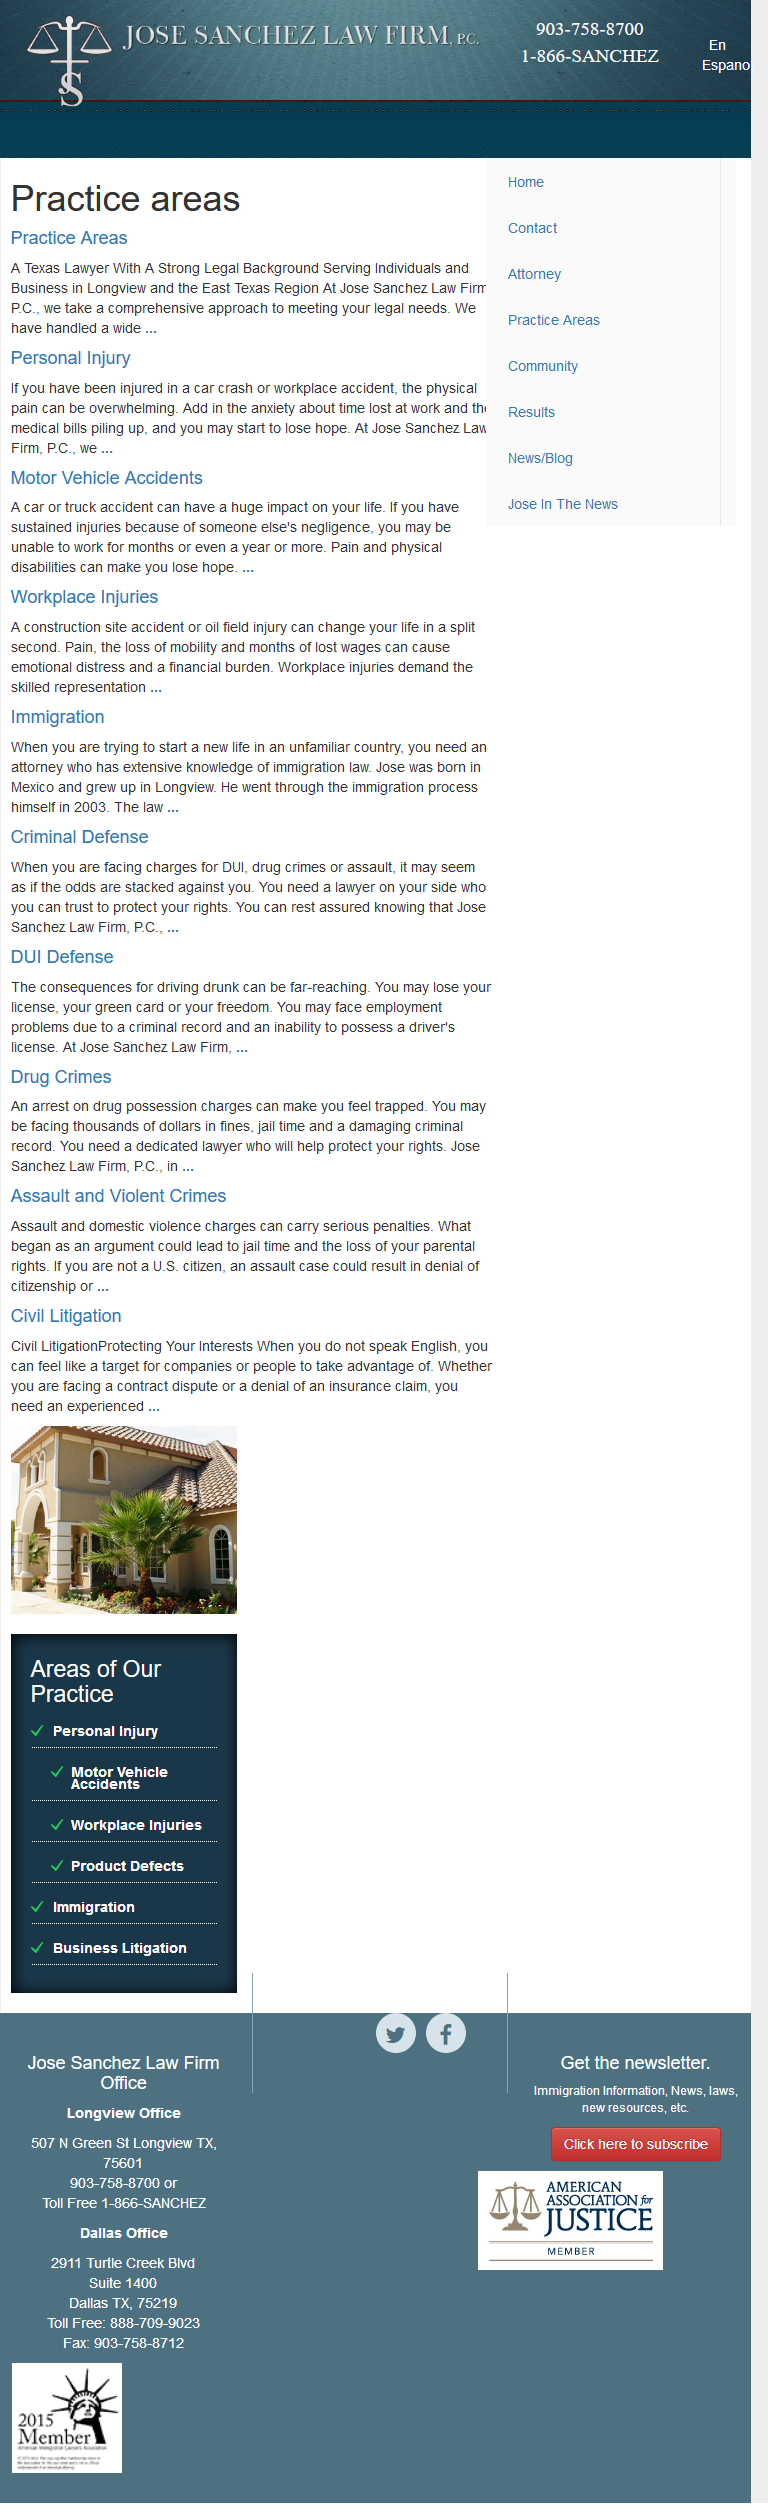 JOSE SANCHEZ LAW FIRM, P.C.
903-758-8700
1-866-SANCHEZ
En
Espano
JS
Home
Contact
Attorney
Practice Areas
Community
Results
News/Blog
Jose In The News
Practice areas
Practice Areas
A Texas Lawyer With A Strong Legal Background Serving Individuals and
Business in Longview and the East Texas Region At Jose Sanchez Law Firm
P.C., we take a comprehensive approach to meeting your legal needs. We
have handled a wide ...
Personal Injury
If you have been injured in a car crash or workplace accident, the physical
pain can be overwhelming. Add in the anxiety about time lost at work and the
medical bills piling up, and you may start to lose hope. At Jose Sanchez Law
Firm, P.C., we ...
Motor Vehicle Accidents
A car or truck accident can have a huge impact on your life. If you have
sustained injuries because of someone else's negligence, you may be
unable to work for months or even a year or more. Pain and physical
disabilities can make you lose hope. ...
Workplace Injuries
A construction site accident or oil field injury can change your life in a split
second. Pain, the loss of mobility and months of lost wages can cause
emotional distress and a financial burden. Workplace injuries demand the
skilled representation ...
Immigration
When you are trying to start a new life in an unfamiliar country, you need an
attorney who has extensive knowledge of immigration law. Jose was born in
Mexico and grew up in Longview. He went through the immigration process
himself in 2003. The law ...
Criminal Defense
When you are facing charges for DUI, drug crimes or assault, it may seem
as if the odds are stacked against you. You need a lawyer on your side who
you can trust to protect your rights. You can rest assured knowing that Jose
Sanchez Law Firm, P.C., ...
DUI Defense
The consequences for driving drunk can be far-reaching. You may lose your
license, your green card or your freedom. You may face employment
problems due to a criminal record and an inability to possess a driver's
license. At Jose Sanchez Law Firm, ...
Drug Crimes
An arrest on drug possession charges can make you feel trapped. You may
be facing thousands of dollars in fines, jail time and a damaging criminal
record. You need a dedicated lawyer who will help protect your rights. Jose
Sanchez Law Firm, P.C., in ...
Assault and Violent Crimes
Assault and domestic violence charges can carry serious penalties. What
began as an argument could lead to jail time and the loss of your parental
rights. If you are not a U.S. citizen, an assault case could result in denial of
citizenship or ...
Civil Litigation
Civil LitigationProtecting Your Interests When you do not speak English, you
can feel like a target for companies or people to take advantage of. Whether
you are facing a contract dispute or a denial of an insurance claim, you
need an experienced ...
Areas of Our
Practice
Personal Injury
Motor Vehicle
Accidents
Workplace Injuries
Product Defects
Immigration
Business Litigation
Jose Sanchez Law Firm
Office
Longview Office
507 N Green St Longview TX,
75601
903-758-8700 or
Toll Free 1-866-SANCHEZ
Dallas Office
2911 Turtle Creek Blvd
Suite 1400
Dallas TX, 75219
Toll Free: 888-709-9023
Fax: 903-758-8712
2015
Member
American Immigration Lawyers Association
Get the newsletter.
Immigration Information, News, laws,
new resources, etc.
Click here to subscribe
AMERICAN
ASSOCIATION for
JUSTICE
MEMBER